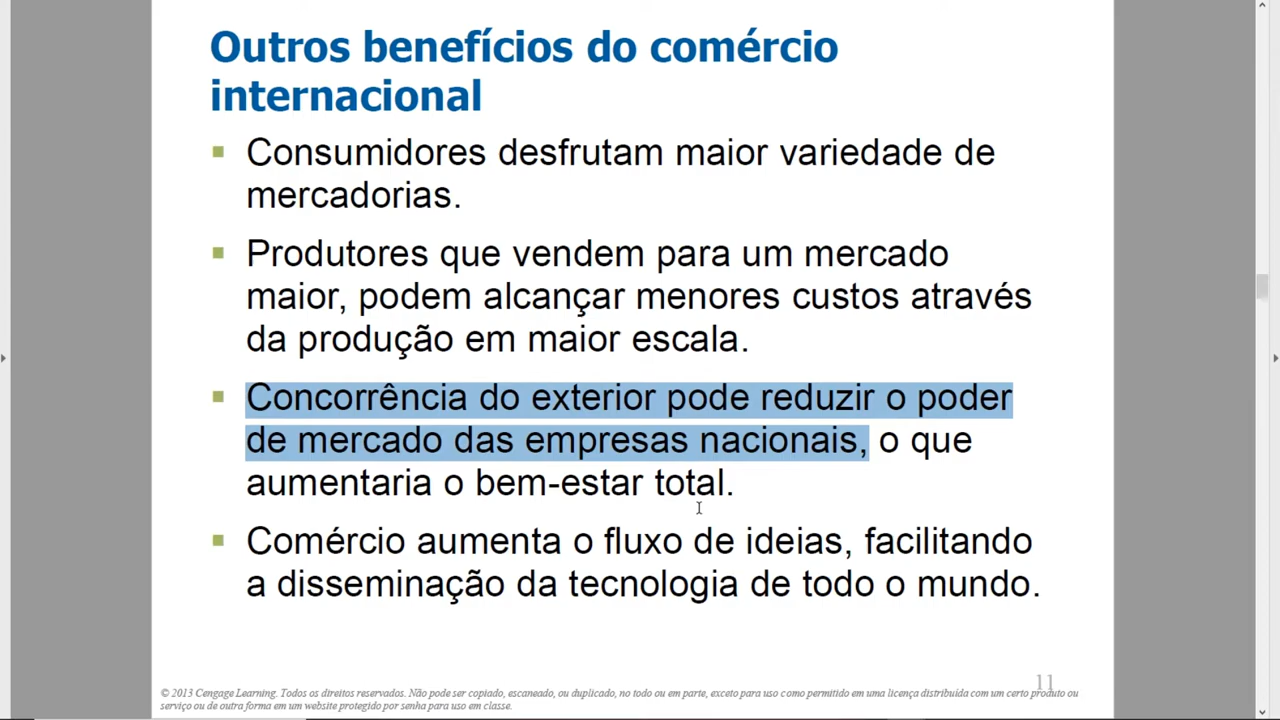 Outros benefícios do comércio
internacional
Consumidores desfrutam maior variedade de
mercadorias.
Produtores que vendem para um mercado
maior, podem alcançar menores custos através
da produção em maior escala.
Concorrência do exterior pode reduzir o poder
de mercado das empresas nacionais, o que
aumentaria o bem-estar total.
Comércio aumenta o fluxo de ideias, facilitando
a disseminação da tecnologia de todo o mundo.
11
© 2013 Cengage Learning. Todos os direitos reservados. Não pode ser copiado, escaneado, ou duplicado, no todo ou em parte, exceto para uso como permitido em uma licença distribuída com um certo produto ou
serviço ou de outra forma em um website protegido por senha para uso em classe.